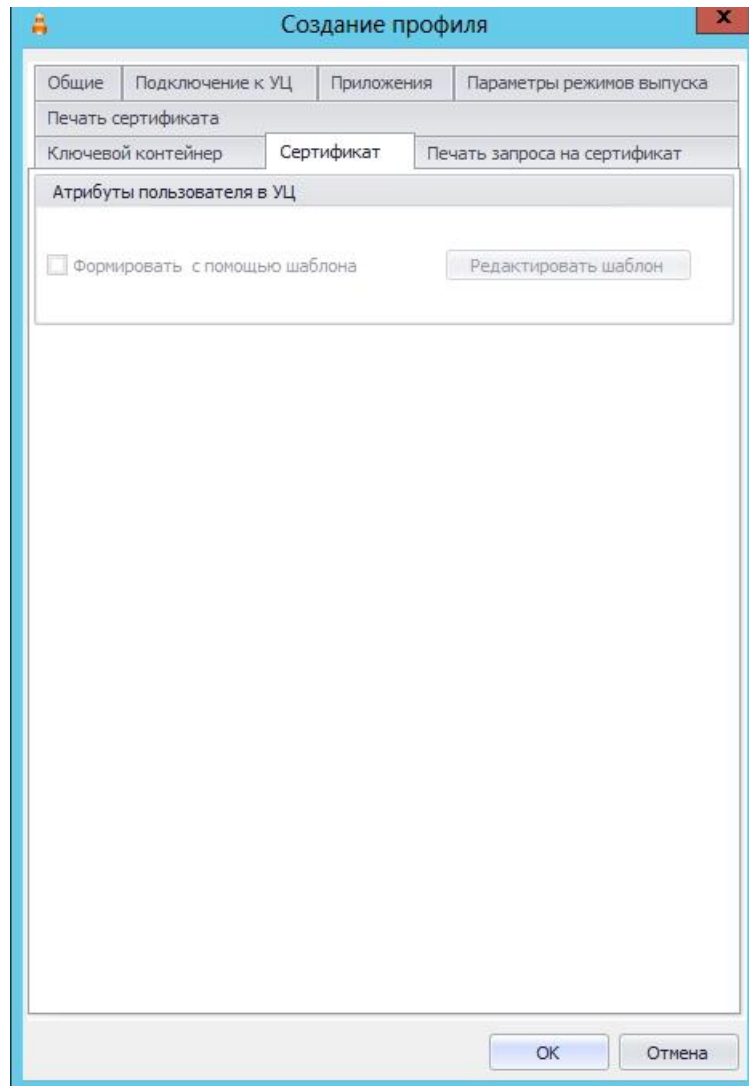 Создание профиля
x
Общие Подключение к УЦ Приложения Параметры режимов выпуска
Печать сертификата
Ключевой контейнер Сертификат Печать запроса на сертификат
Атрибуты пользователя в УЦ
Формировать с помощью шаблона Редактировать шаблон
OK Отмена